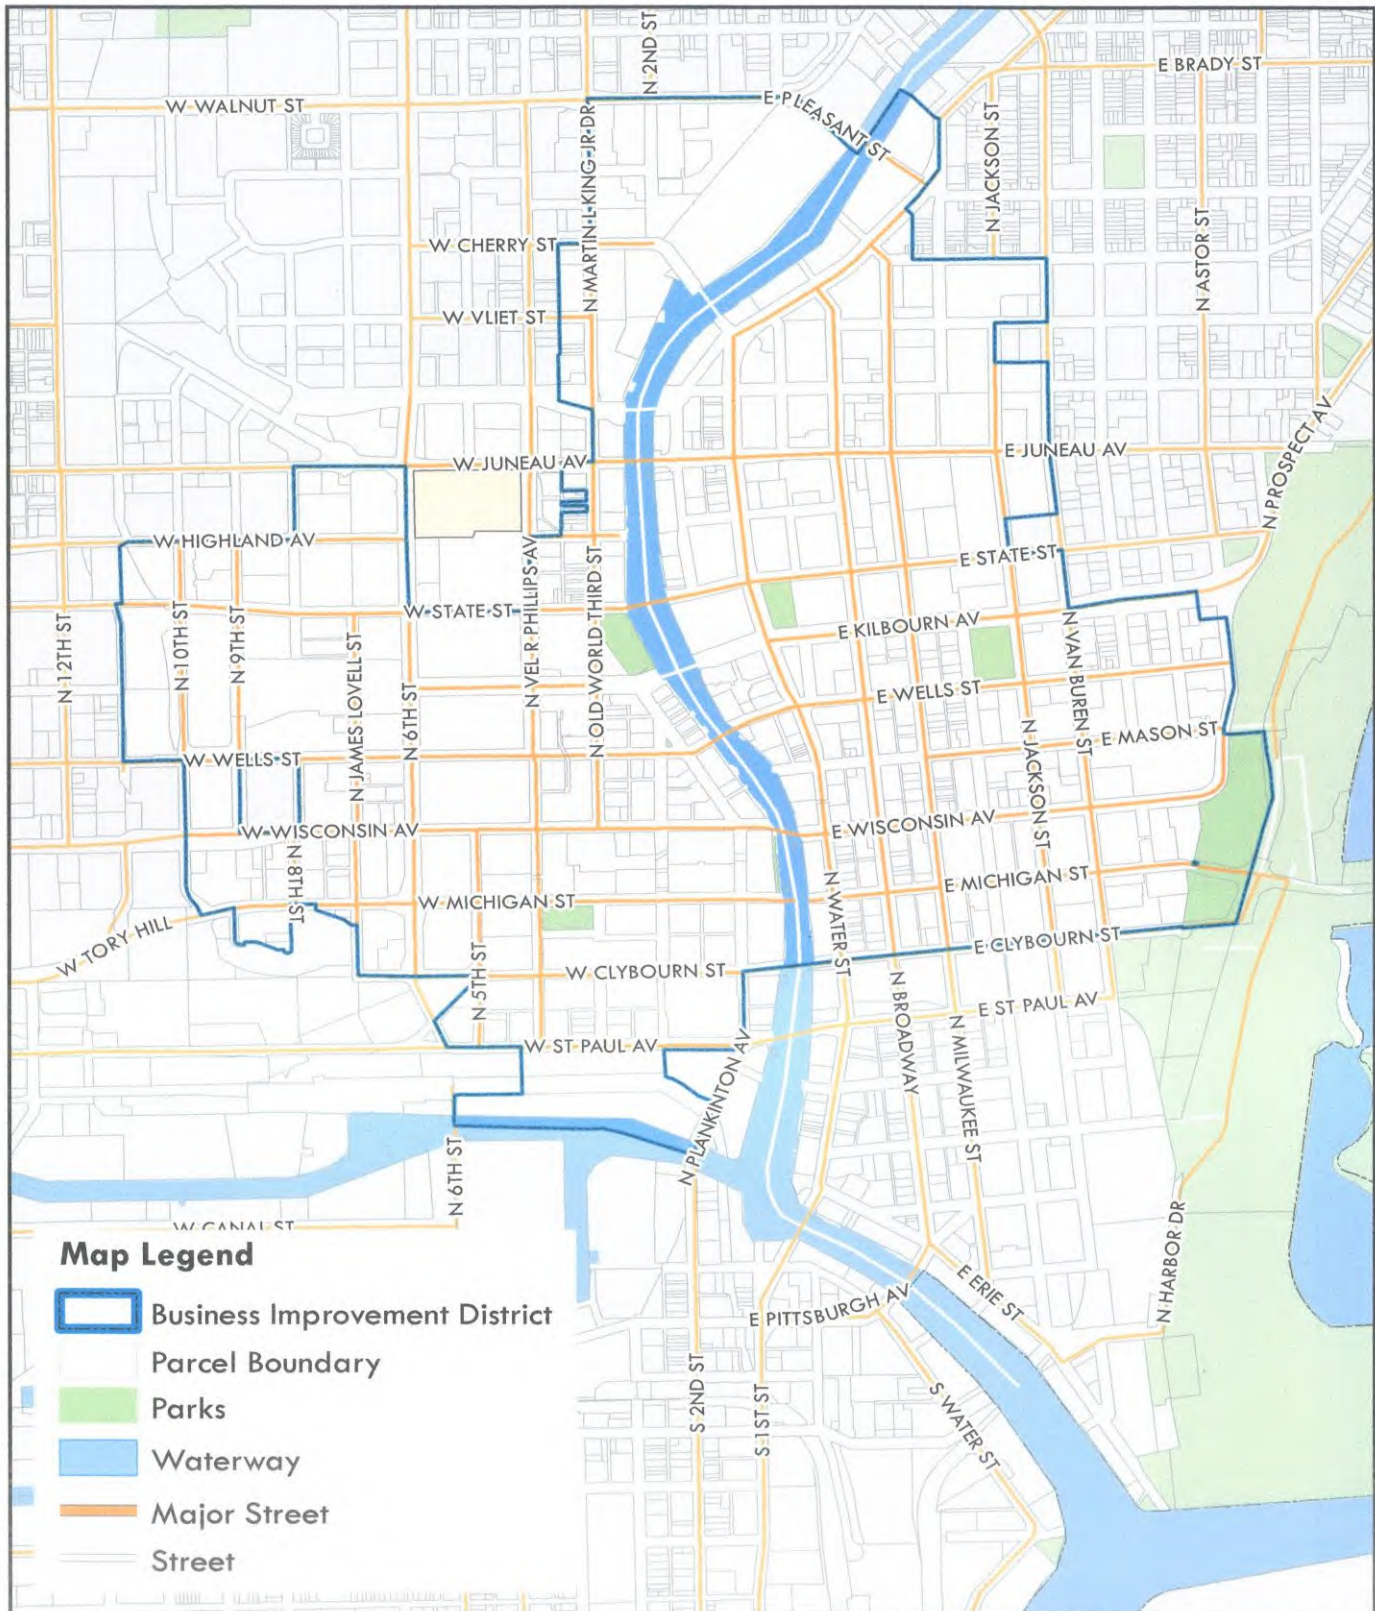 N 2ND ST
E BRADY ST
W WALNUT ST
E PLEASANT ST
N MARTIN L KING JR DR
N JACKSON ST
N ASTOR ST
W CHERRY ST
W VLIET ST
N PROSPECT AV
W JUNEAU AV
E JUNEAU AV
W HIGHLAND AV
E STATE ST
N VEL R PHILLIPS AV
N OLD WORLD THIRD ST
W STATE ST
N 12TH ST
N 10TH ST
N 9TH ST
N JAMES LOVELL ST
N 6TH ST
E KILBOURN AV
N VAN BUREN ST
E WELLS ST
N JACKSON ST
E MASON ST
W WELLS ST
W WISCONSIN AV
E WISCONSIN AV
N 8TH ST
N WATER ST
E MICHIGAN ST
W MICHIGAN ST
W TORY HILL
E CLYBOURN ST
N 5TH ST
W CLYBOURN ST
N BROADWAY
E ST PAUL AV
N MILWAUKEE ST
W ST PAUL AV
N PLANKINTON AV
N 6TH ST
W CANAL ST
N HARBOR DR
E ERIE ST
E PITTSBURGH AV
S 2ND ST
S 1ST ST
S WATER ST
Map Legend
Business Improvement District
Parcel Boundary
Parks
Waterway
Major Street
Street